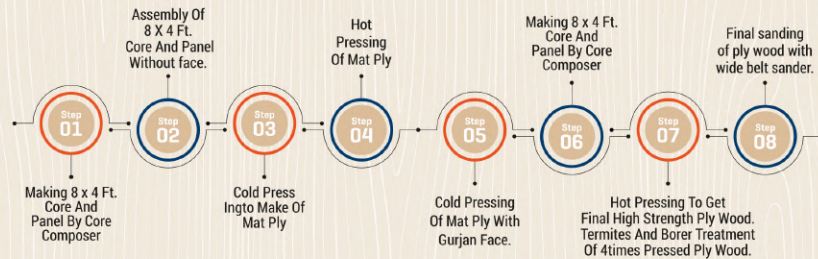 Step
01
Making 8 x 4 Ft.
Core And
Panel By Core
Composer
Assembly Of
8 X 4 Ft.
Core And Panel
Without face.
Step
02
Step
03
Cold Press
Ingto Make Of
Mat Ply
Hot
Pressing
Of Mat Ply
Step
04
Step
05
Cold Pressing
Of Mat Ply With
Gurjan Face.
Making 8 x 4 Ft.
Core And
Panel By Core
Composer
Step
06
Step
07
Hot Pressing To Get
Final High Strength Ply Wood.
Termites And Borer Treatment
Of 4times Pressed Ply Wood.
Final sanding
of ply wood with
wide belt sander.
Step
08